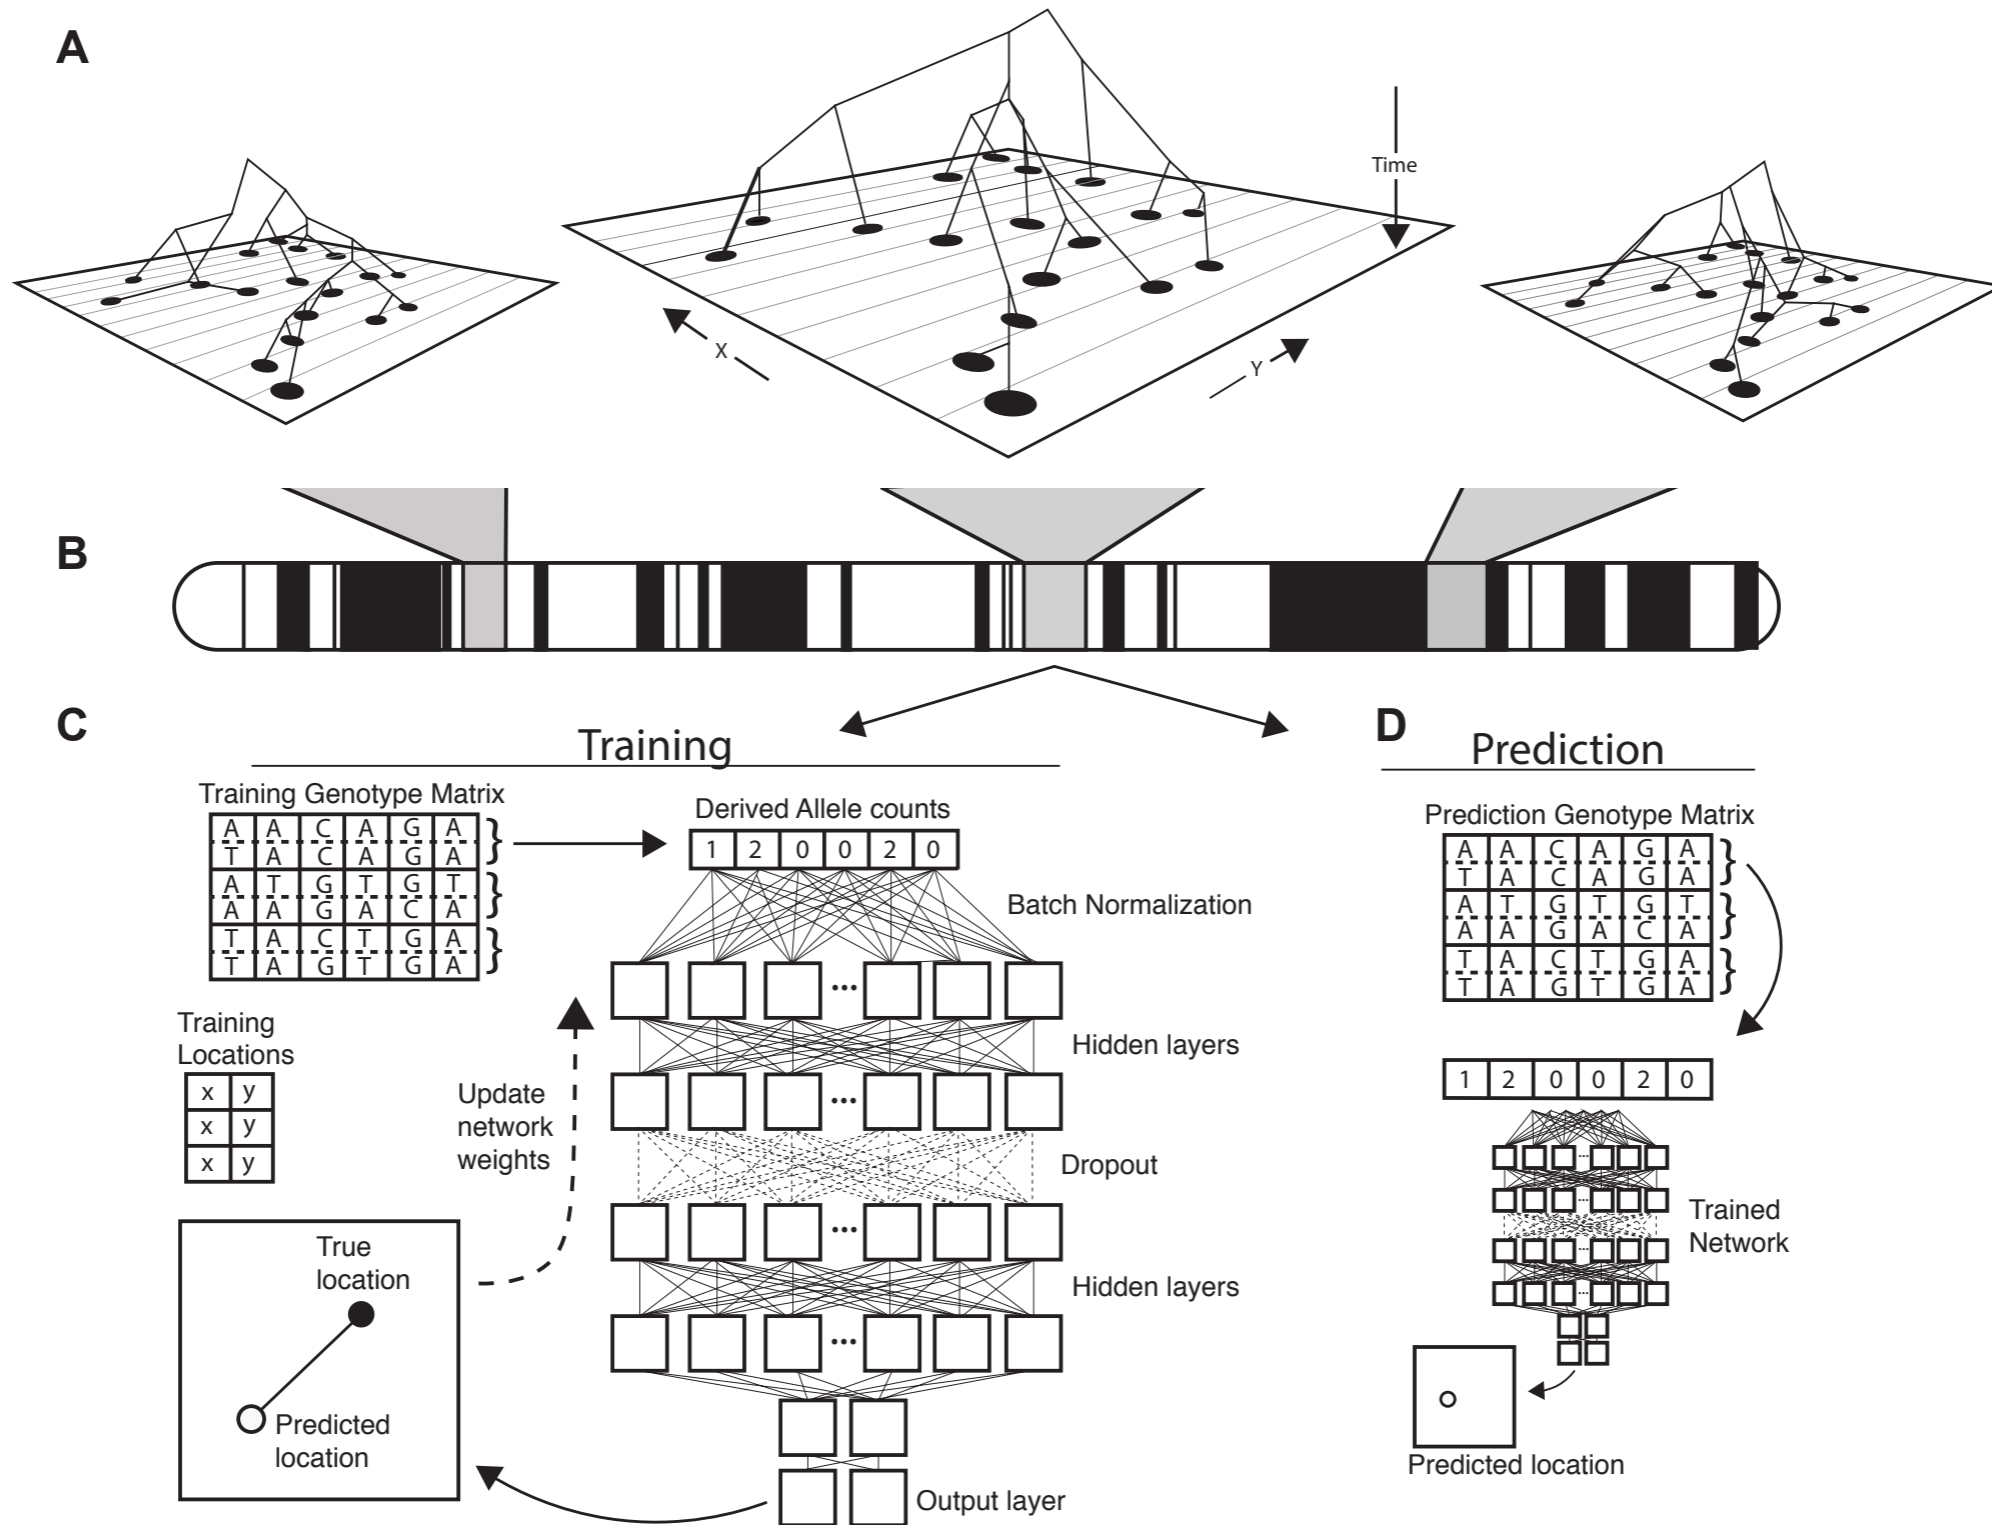 A
Time
X
Y
B
C
Training
D
Prediction
Training Genotype Matrix
A A C A G A
T A C A G A
A T G T G T
A A G A C A
T A C T G A
T A G T G A
Derived Allele counts
1 2 0 0 2 0
Batch Normalization
Hidden layers
Dropout
Hidden layers
Output layer
Training
Locations
x y
x y
x y
Update
network
weights
True
location
Predicted
location
Prediction Genotype Matrix
A A C A G A
T A C A G A
A T G T G T
A A G A C A
T A C T G A
T A G T G A
1 2 0 0 2 0
Trained
Network
Predicted location